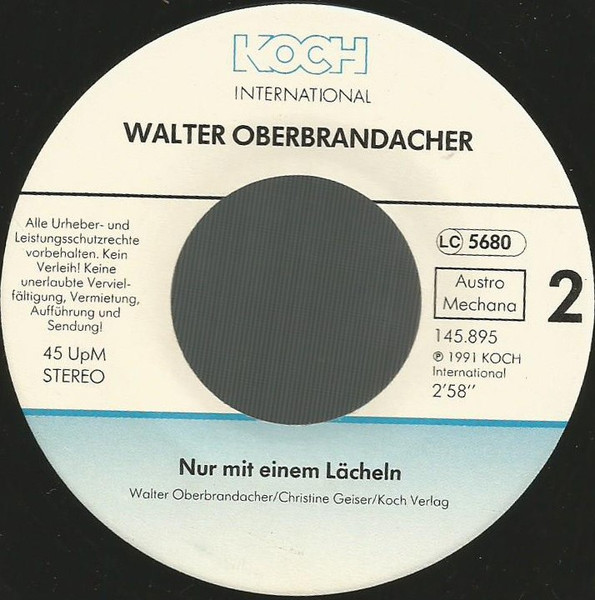 KOCH
INTERNATIONAL
WALTER OBERBRANDACHER
Alle Urheber- und
Leistungsschutzrechte
vorbehalten. Kein
Verleih! Keine
unerlaubte Verviel-
fältigung, Vermietung,
Aufführung und
Sendung!
45 UpM
STEREO
LC 5680
Austro
Mechana
2
145.895
℗ 1991 KOCH
International
2'58''
Nur mit einem Lächeln
Walter Oberbrandacher/Christine Geiser/Koch Verlag